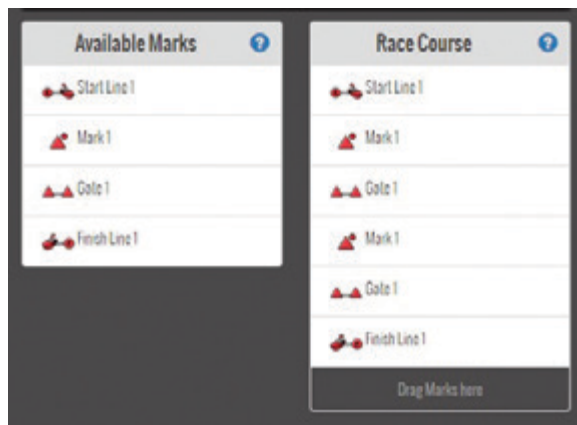 Available Marks ?
Start Line 1
Mark 1
Gate 1
Finish Line 1
Race Course ?
Start Line 1
Mark 1
Gate 1
Mark 1
Gate 1
Finish Line 1
Drag Marks here